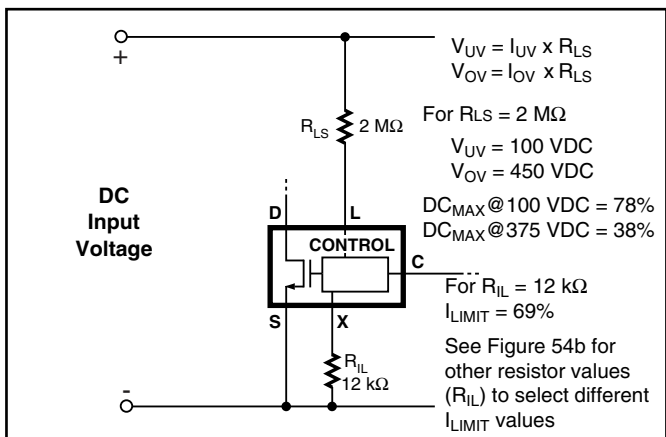 +
V_UV = I_UV x R_LS
V_OV = I_OV x R_LS
R_LS 2 MΩ
For R_LS = 2 MΩ
V_UV = 100 VDC
V_OV = 450 VDC
DC
Input
Voltage
DC_MAX@100 VDC = 78%
DC_MAX@375 VDC = 38%
D L
CONTROL
C
S X
For R_IL = 12 kΩ
I_LIMIT = 69%
R_IL
12 kΩ
See Figure 54b for
other resistor values
(R_IL) to select different
I_LIMIT values
-